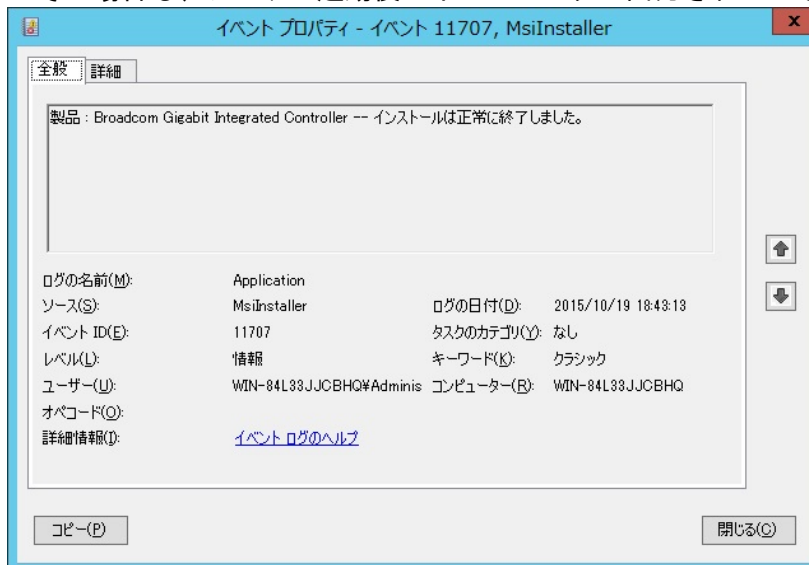 イベント プロパティ - イベント 11707, MsiInstaller
x
全般 詳細
製品 : Broadcom Gigabit Integrated Controller -- インストールは正常に終了しました。
ログの名前(M): Application
ソース(S): MsiInstaller ログの日付(D): 2015/10/19 18:43:13
イベント ID(E): 11707 タスクのカテゴリ(Y): なし
レベル(L): 情報 キーワード(K): クラシック
ユーザー(U): WIN-84L33JJCBHQ¥Adminis コンピューター(R): WIN-84L33JJCBHQ
オペコード(O):
詳細情報(I): イベント ログのヘルプ
コピー(P) 閉じる(C)